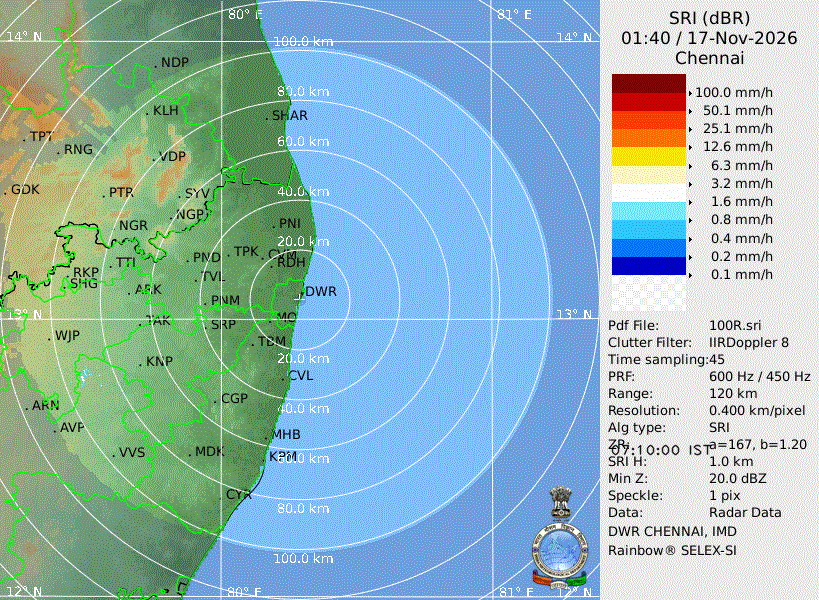 80° E
81° E
14° N
14° N
100.0 km
NDP
80.0 km
KLH
SHAR
TPT
60.0 km
RNG
VDP
GDK
PTR
SYV
40.0 km
NGP
NGR
PNI
20.0 km
TPK
PND
TTI
RDH
RKP
TVL
SHG
ARK
DWR
PNM
13° N
13° N
TAK
SRP
WJP
TBM
20.0 km
KNP
CVL
CGP
40.0 km
ARN
AVP
MHB
VVS
MDK
KPM
60.0 km
CYR
80.0 km
100.0 km
12° N
80° E
81° E
12° N
SRI (dBR)
01:40 / 17-Nov-2026
Chennai
100.0 mm/h
50.1 mm/h
25.1 mm/h
12.6 mm/h
6.3 mm/h
3.2 mm/h
1.6 mm/h
0.8 mm/h
0.4 mm/h
0.2 mm/h
0.1 mm/h
Pdf File: 100R.sri
Clutter Filter: IIRDoppler 8
Time sampling:45
PRF: 600 Hz / 450 Hz
Range: 120 km
Resolution: 0.400 km/pixel
Alg type: SRI
ZR: a=167, b=1.20
07:10:00 IST
SRI H: 1.0 km
Min Z: 20.0 dBZ
Speckle: 1 pix
Data: Radar Data
DWR CHENNAI, IMD
Rainbow® SELEX-SI